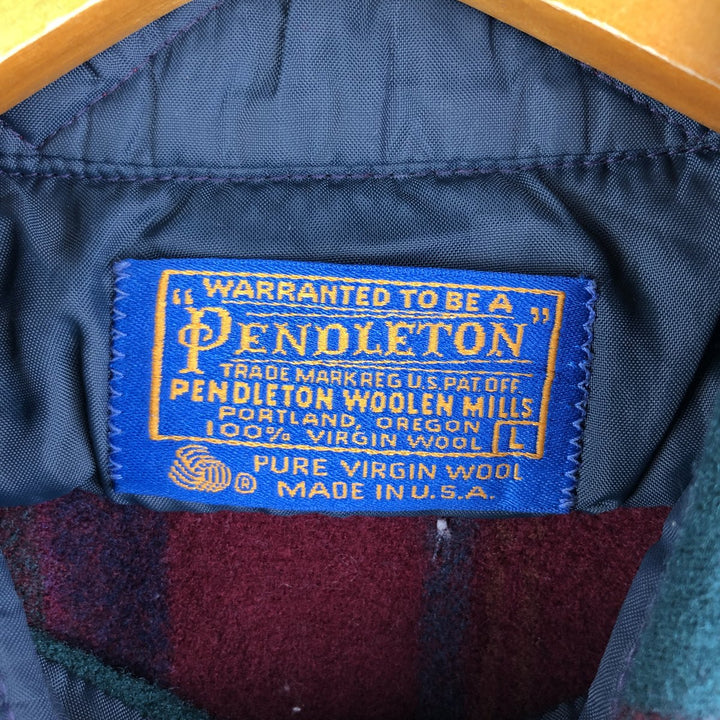 WARRANTED TO BE A
"PENDLETON"
TRADE MARK REG U.S. PAT. OFF.
PENDLETON WOOLEN MILLS
PORTLAND, OREGON
100% VIRGIN WOOL L
® PURE VIRGIN WOOL
MADE IN U.S.A.